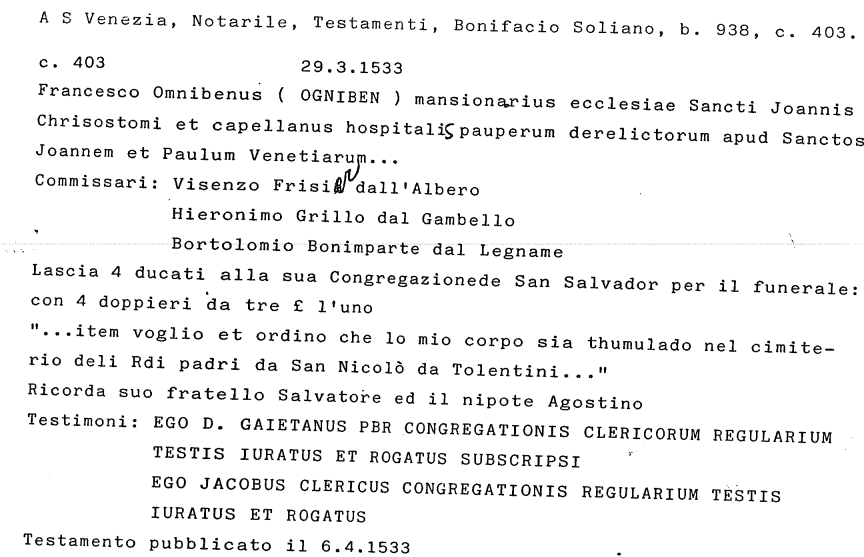 A S Venezia, Notarile, Testamenti, Bonifacio Soliano, b. 938, c. 403.
c. 403 29.3.1533
Francesco Omnibenus ( OGNIBEN ) mansionarius ecclesiae Sancti Joannis
Chrisostomi et capellanus hospitalis pauperum derelictorum apud Sanctos
Joannem et Paulum Venetiarum...
Commissari: Visenzo dall'Albero
Hieronimo Grillo dal Gambello
Bortolomio Bonimparte dal Legname
Lascia 4 ducati alla sua Congregazionede San Salvador per il funerale:
con 4 doppieri da tre £ l'uno
"...item voglio et ordino che lo mio corpo sia thumulado nel cimite-
rio deli Rdi padri da San Nicolò da Tolentini..."
Ricorda suo fratello Salvatore ed il nipote Agostino
Testimoni: EGO D. GAIETANUS PBR CONGREGATIONIS CLERICORUM REGULARIUM
TESTIS IURATUS ET ROGATUS SUBSCRIPSI
EGO JACOBUS CLERICUS CONGREGATIONIS REGULARIUM TESTIS
IURATUS ET ROGATUS
Testamento pubblicato il 6.4.1533